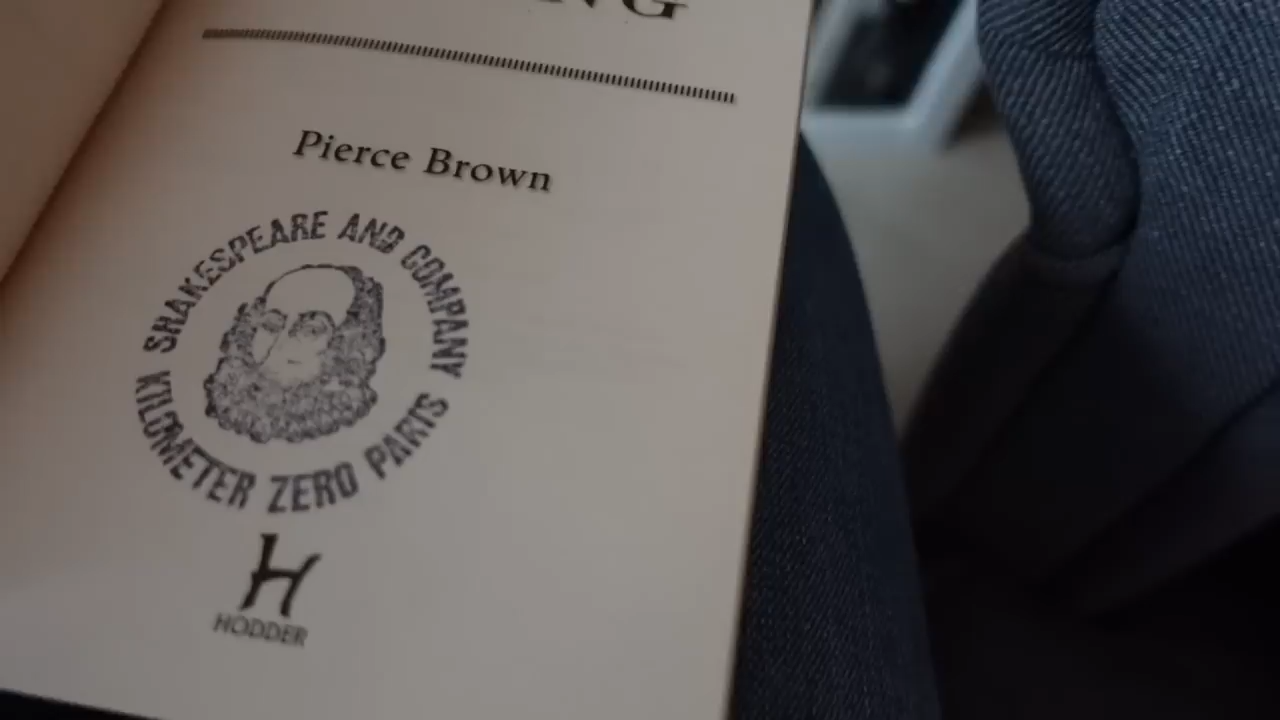 Pierce Brown
SHAKESPEARE AND COMPANY
KILOMETER ZERO PARIS
H
HODDER